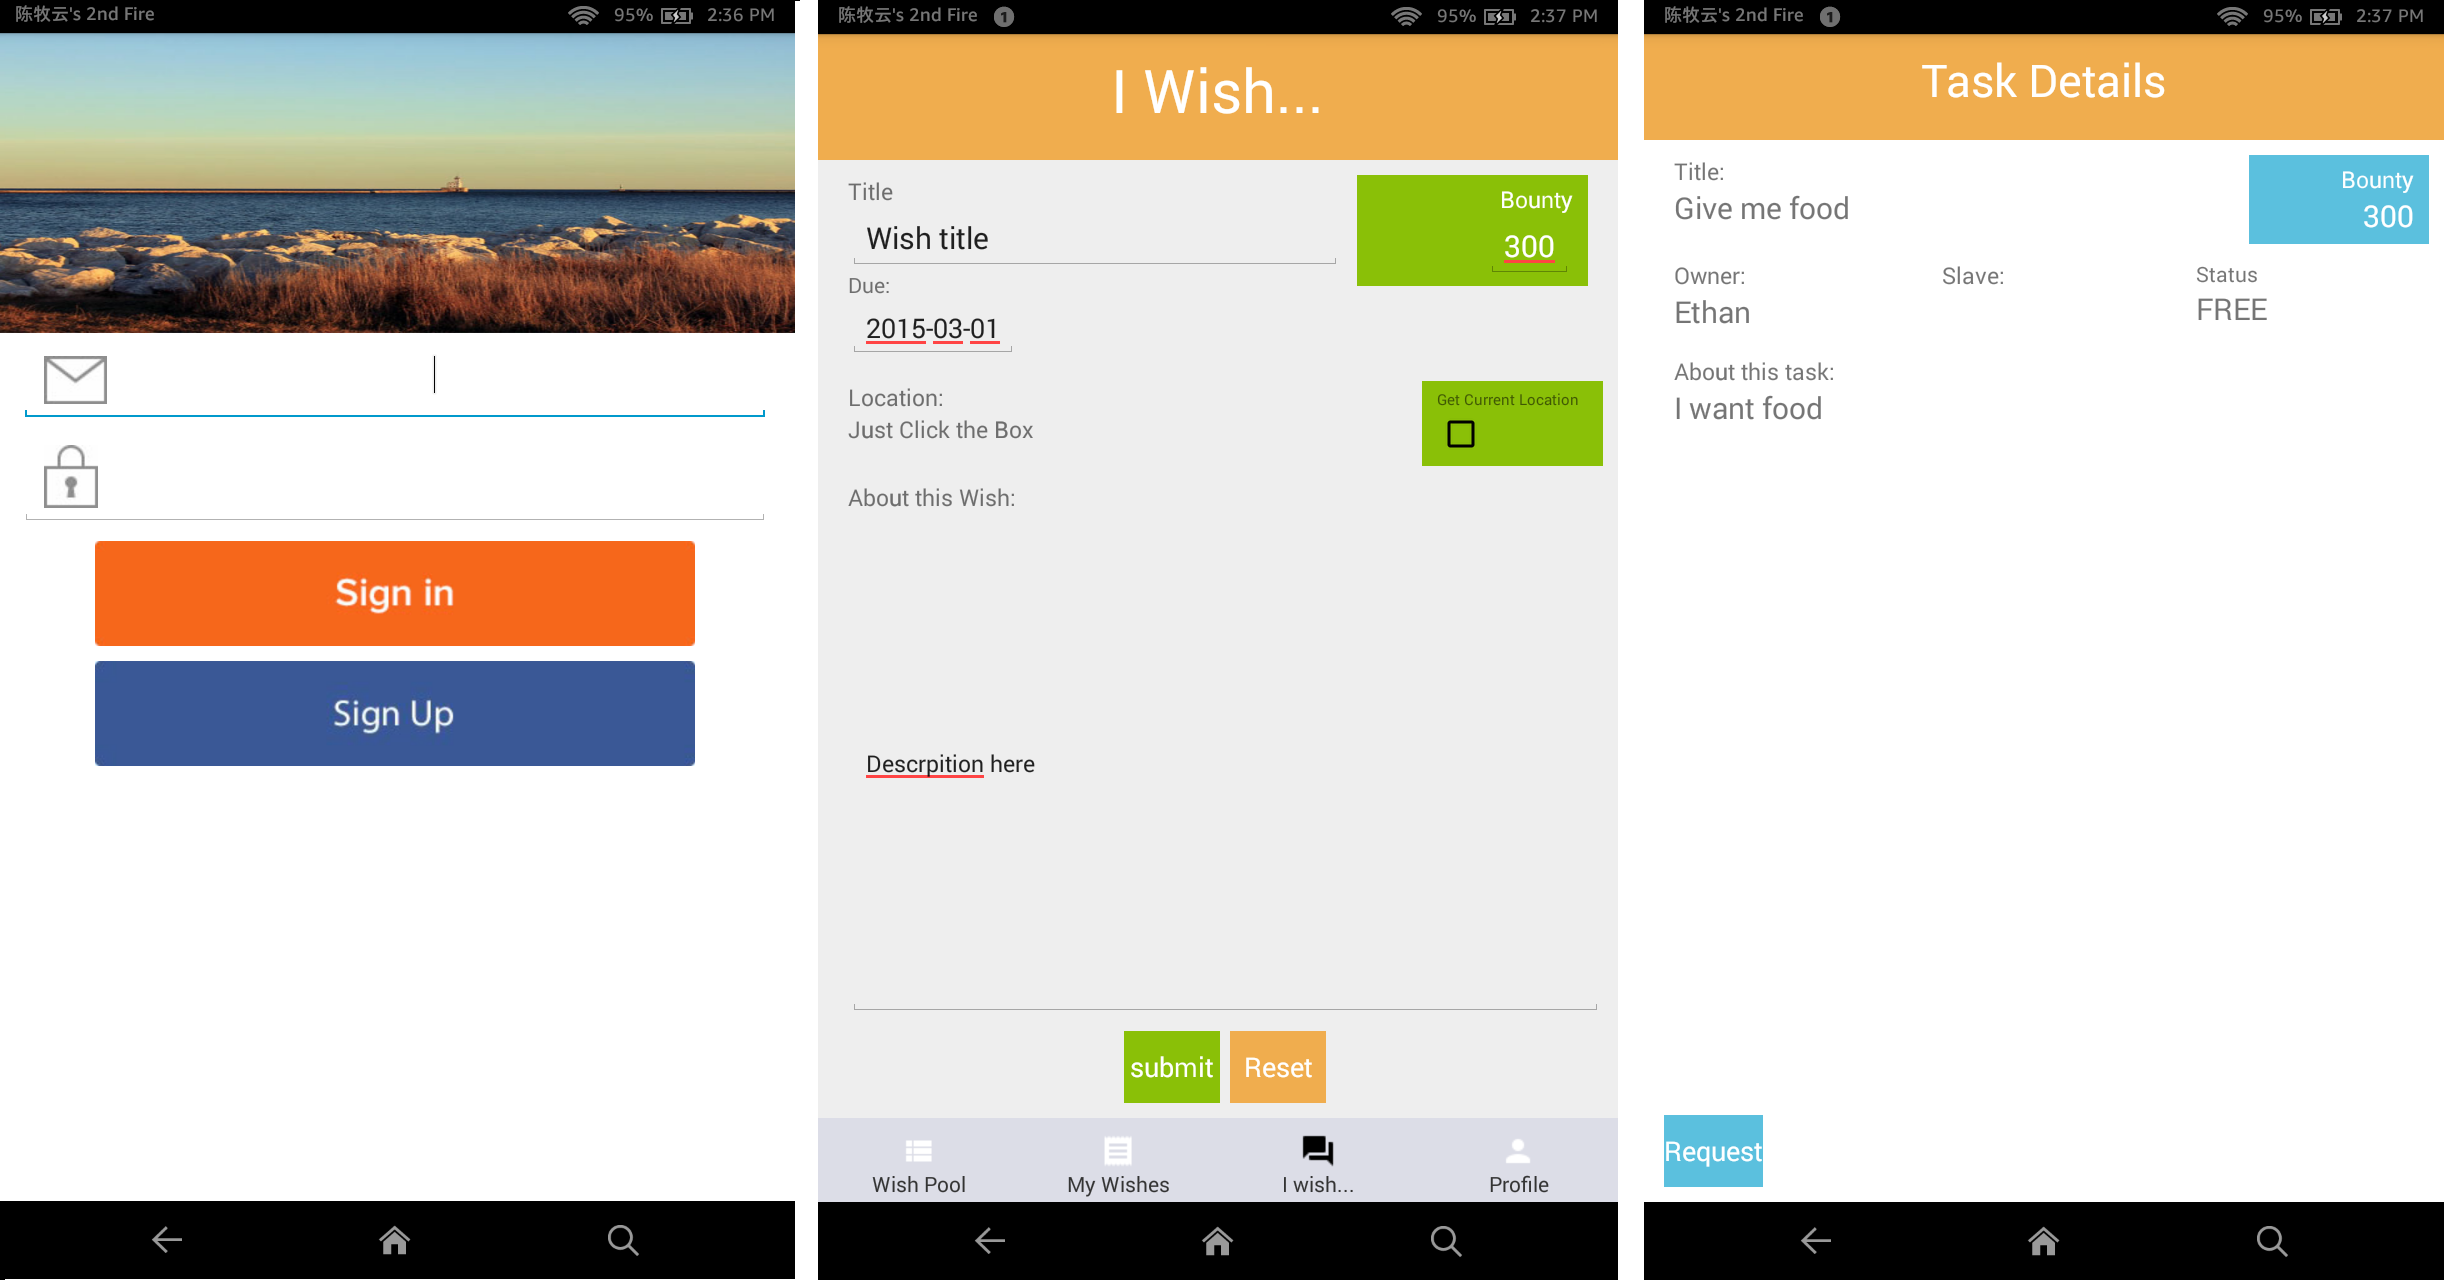 陈牧云's 2nd Fire
95%
2:36 PM
Sign in
Sign Up
陈牧云's 2nd Fire
1
95%
2:37 PM
I Wish...
Title
Wish title
Bounty
300
Due:
2015-03-01
Location:
Just Click the Box
Get Current Location
About this Wish:
Descrpition here
submit
Reset
Wish Pool
My Wishes
I wish...
Profile
陈牧云's 2nd Fire
1
95%
2:37 PM
Task Details
Title:
Give me food
Bounty
300
Owner:
Ethan
Slave:
Status
FREE
About this task:
I want food
Request